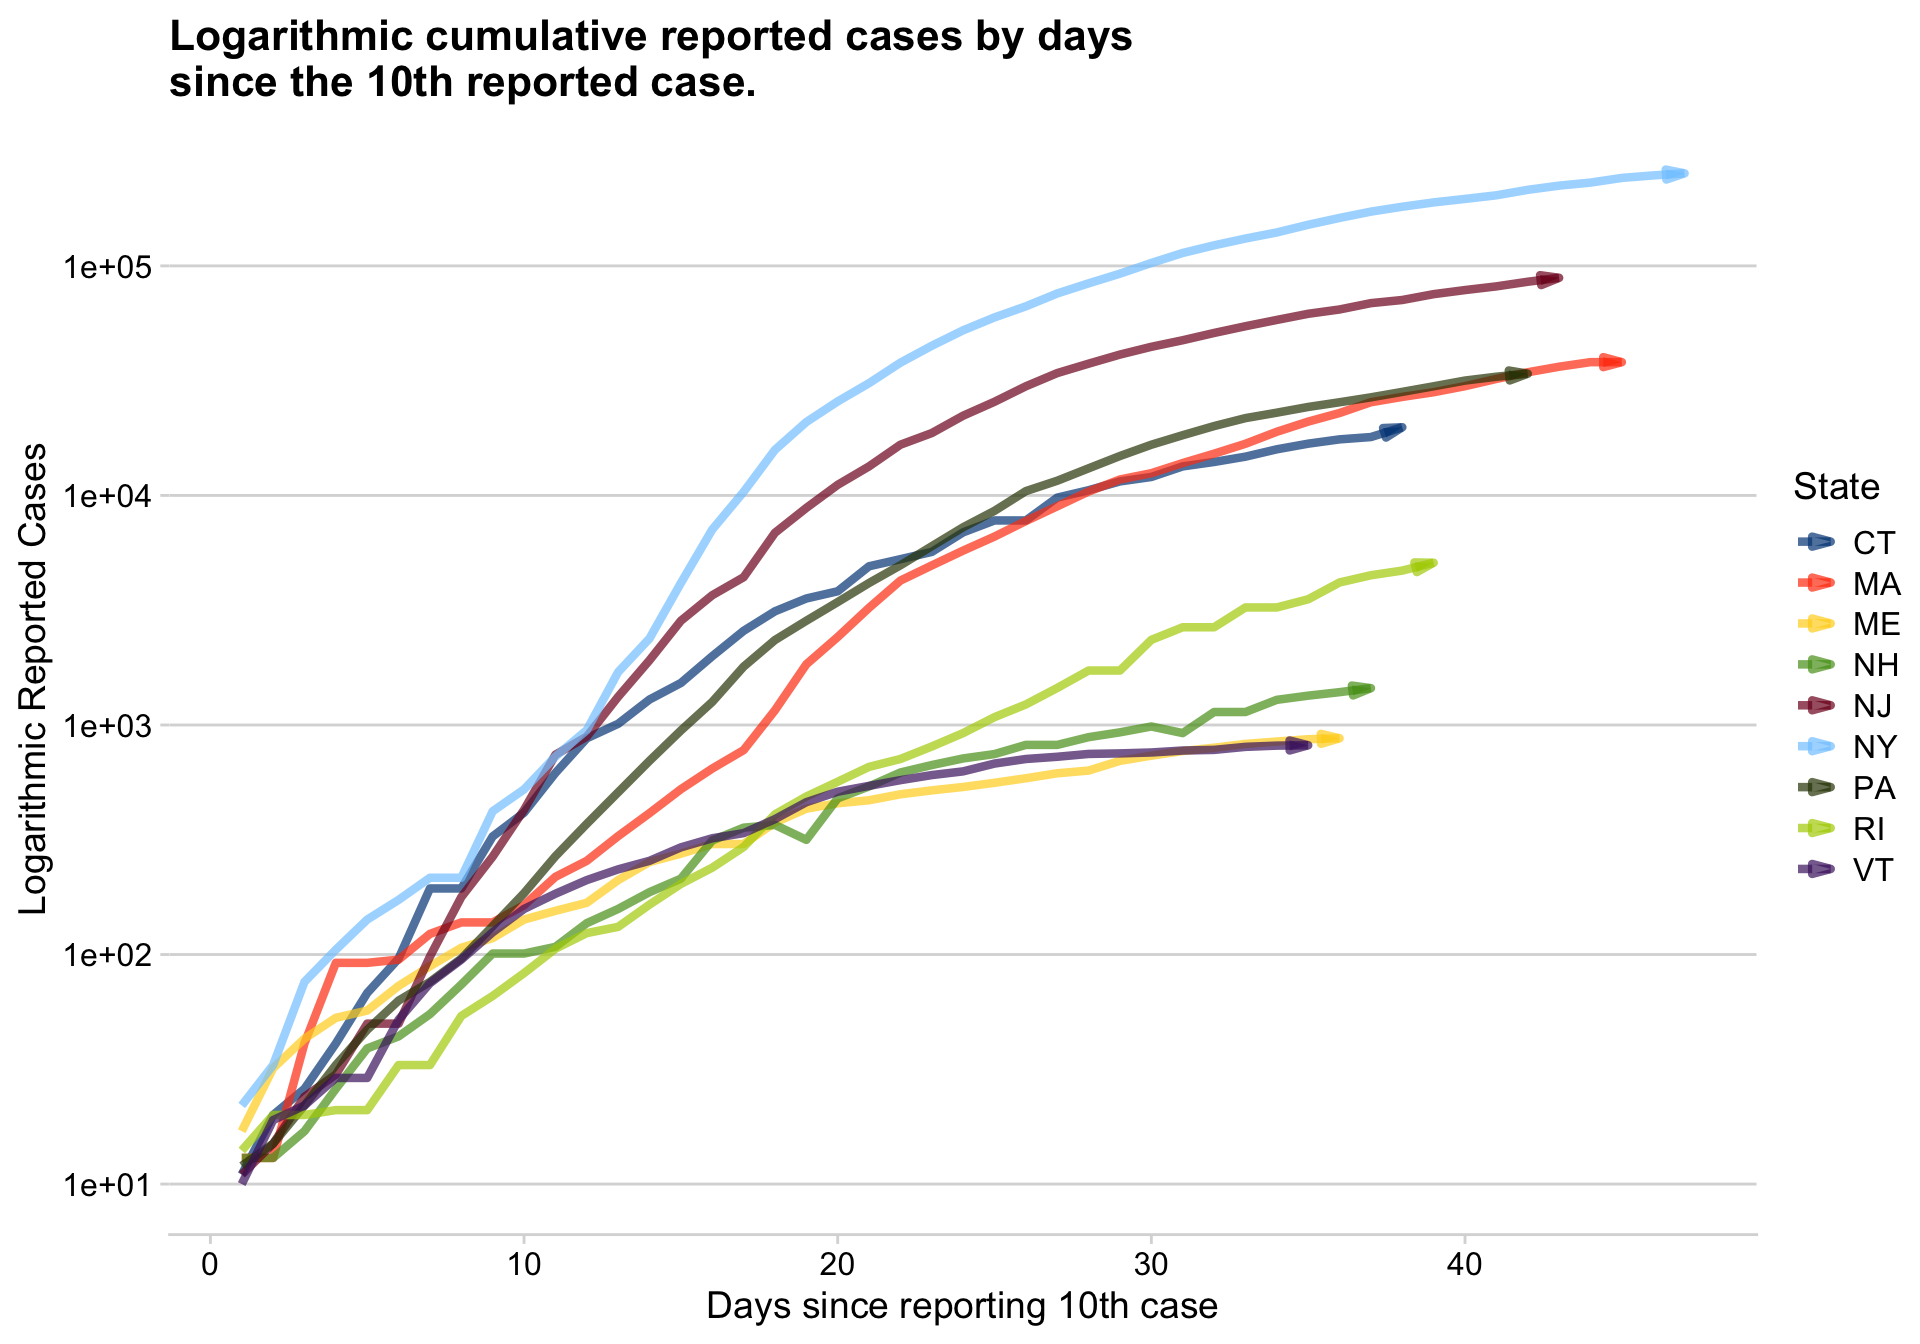 Logarithmic cumulative reported cases by days
since the 10th reported case.
Logarithmic Reported Cases
1e+05
1e+04
1e+03
1e+02
1e+01
0
10
20
30
40
Days since reporting 10th case
State
CT
MA
ME
NH
NJ
NY
PA
RI
VT